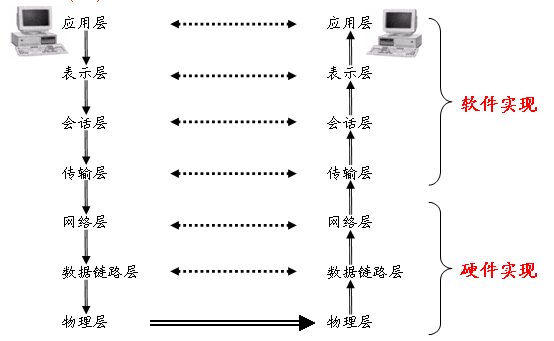 应用层 应用层
表示层 表示层
会话层 会话层
软件实现
传输层 传输层
网络层 网络层
数据链路层 数据链路层
硬件实现
物理层 物理层